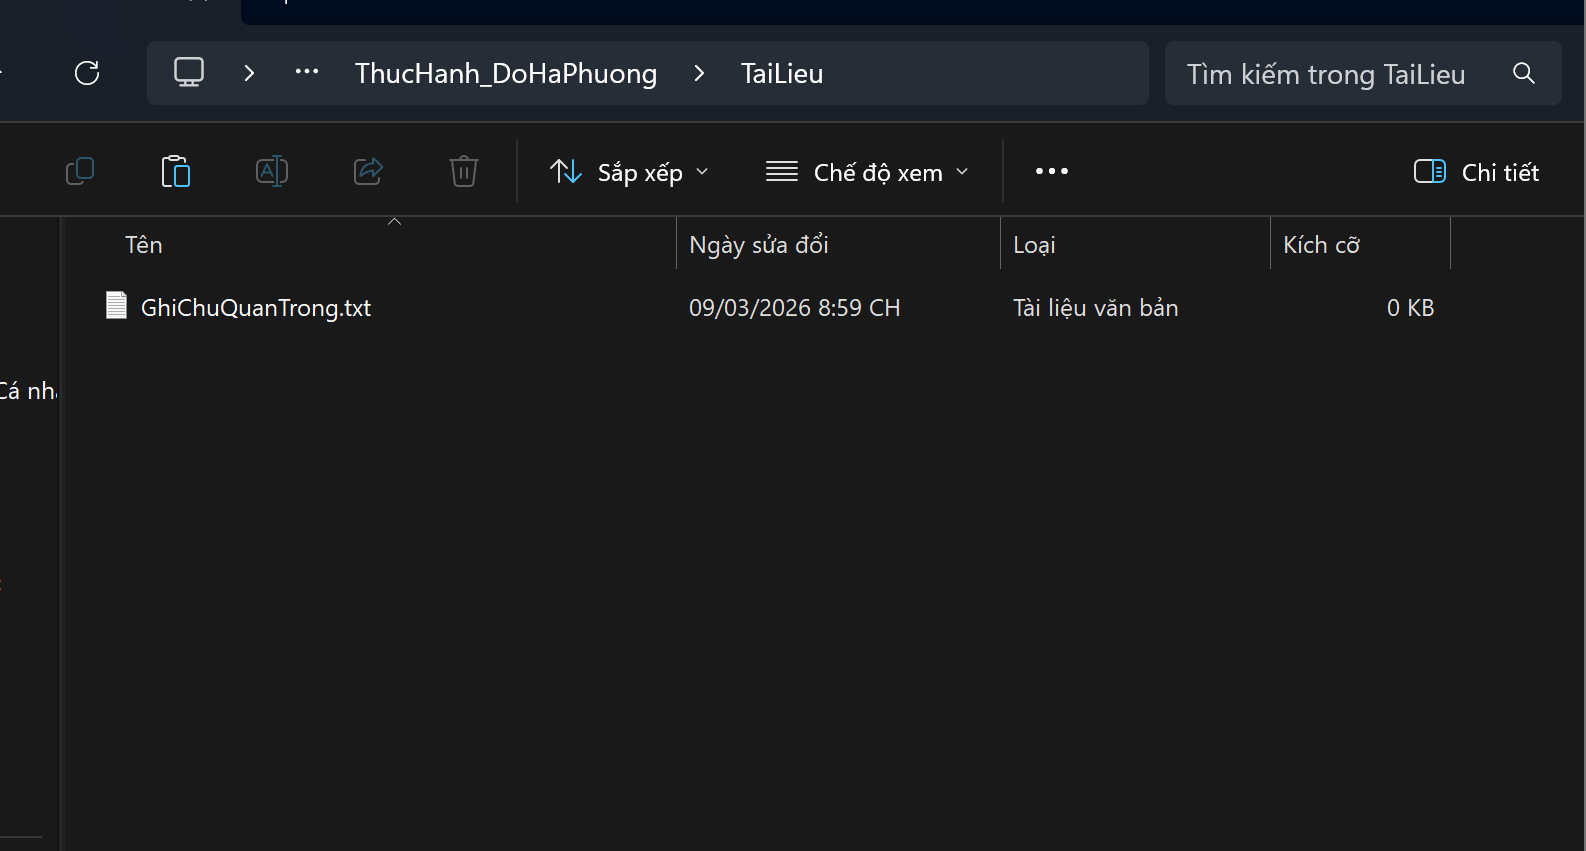 ThucHanh_DoHaPhuong > TaiLieu
Tìm kiếm trong TaiLieu
Sắp xếp
Chế độ xem
Chi tiết
Tên
Ngày sửa đổi
Loại
Kích cỡ
GhiChuQuanTrong.txt
09/03/2026 8:59 CH
Tài liệu văn bản
0 KB
Cá